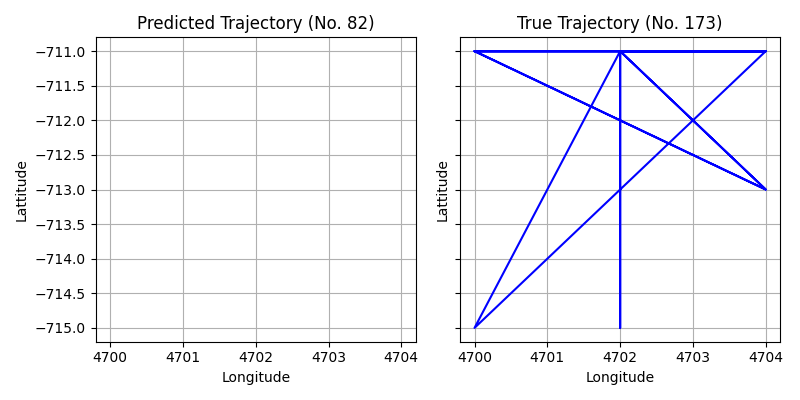 Predicted Trajectory (No. 82)
True Trajectory (No. 173)
−711.0
−711.5
−712.0
−712.5
−713.0
−713.5
−714.0
−714.5
−715.0
Lattitude
Lattitude
4700 4701 4702 4703 4704
4700 4701 4702 4703 4704
Longitude
Longitude